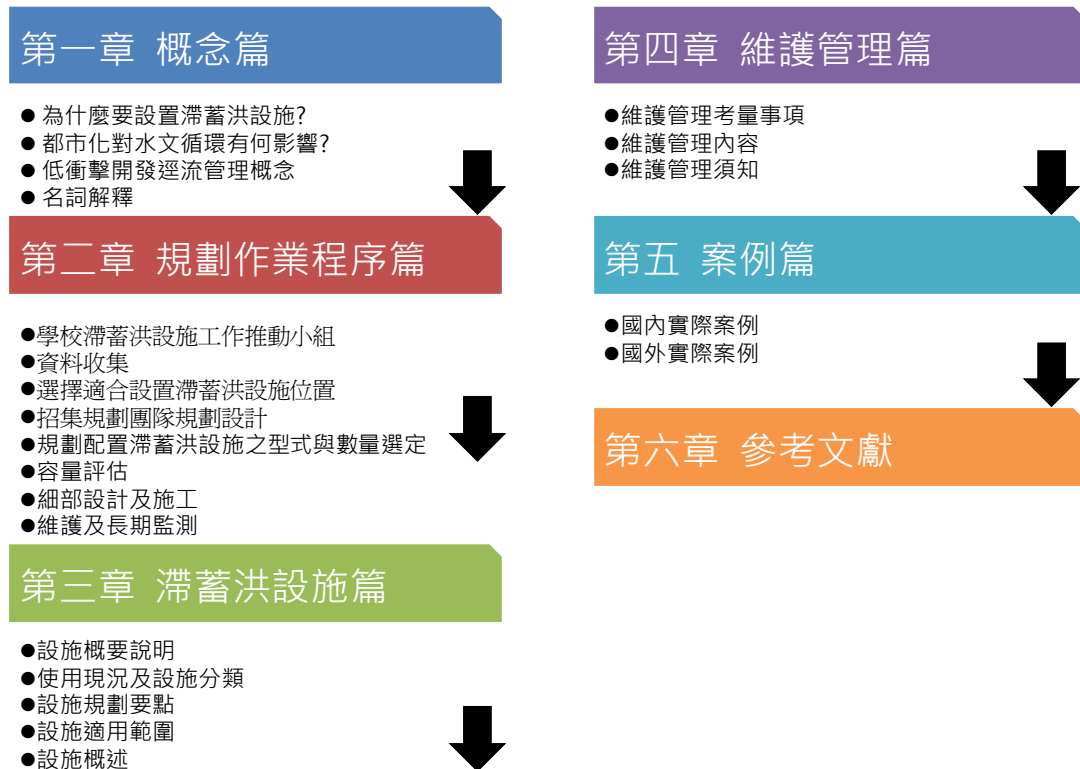 第一章 概念篇
● 為什麼要設置滯蓄洪設施?
● 都市化對水文循環有何影響?
● 低衝擊開發逕流管理概念
● 名詞解釋
第二章 規劃作業程序篇
●學校滯蓄洪設施工作推動小組
●資料收集
●選擇適合設置滯蓄洪設施位置
●招集規劃團隊規劃設計
●規劃配置滯蓄洪設施之型式與數量選定
●容量評估
●細部設計及施工
●維護及長期監測
第三章 滯蓄洪設施篇
●設施概要說明
●使用現況及設施分類
●設施規劃要點
●設施適用範圍
●設施概述
第四章 維護管理篇
●維護管理考量事項
●維護管理內容
●維護管理須知
第五 案例篇
●國內實際案例
●國外實際案例
第六章 參考文獻